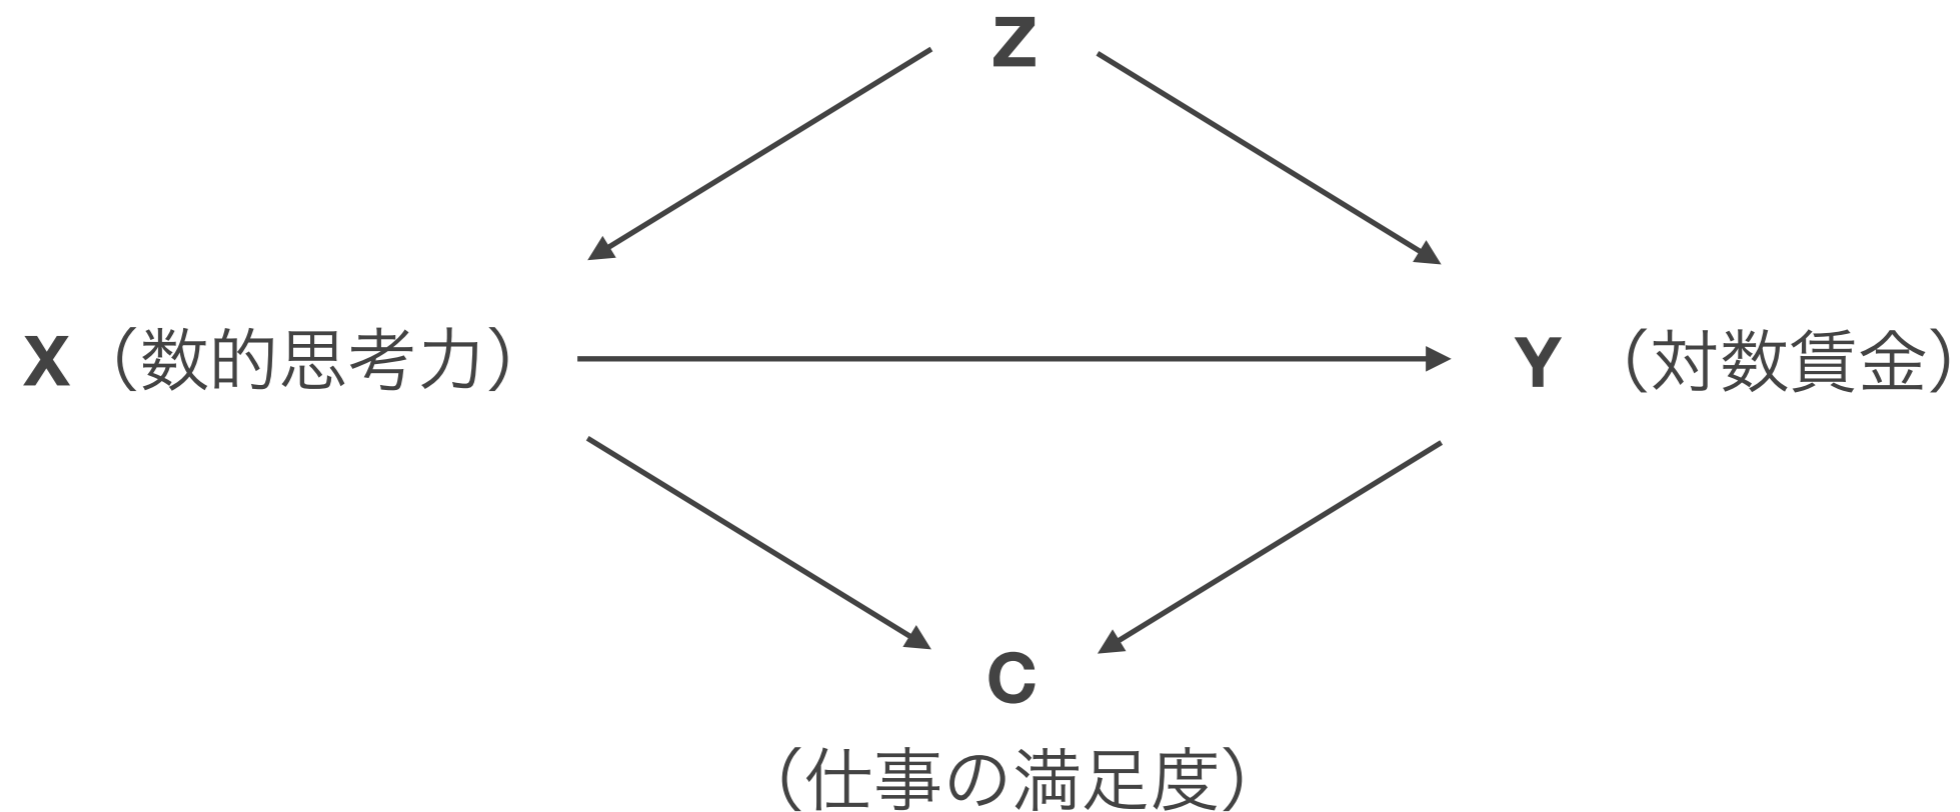 Z
X（数的思考力）
Y（対数賃金）
C
（仕事の満足度）